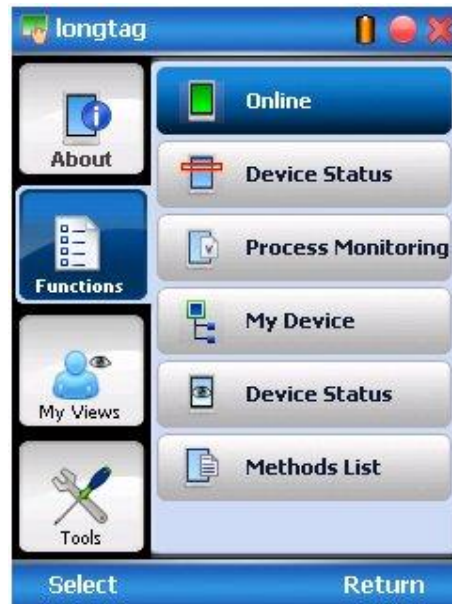 longtag
About
Functions
My Views
Tools
Online
Device Status
Process Monitoring
My Device
Device Status
Methods List
Select
Return